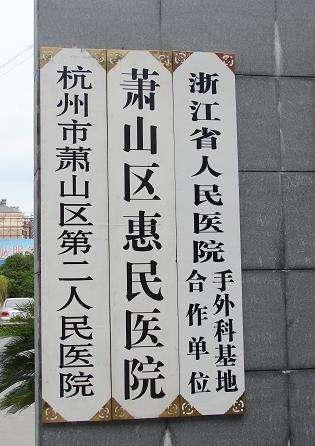 杭州市萧山区第二人民医院
萧山区惠民医院
浙江省人民医院
手外科基地
合作单位